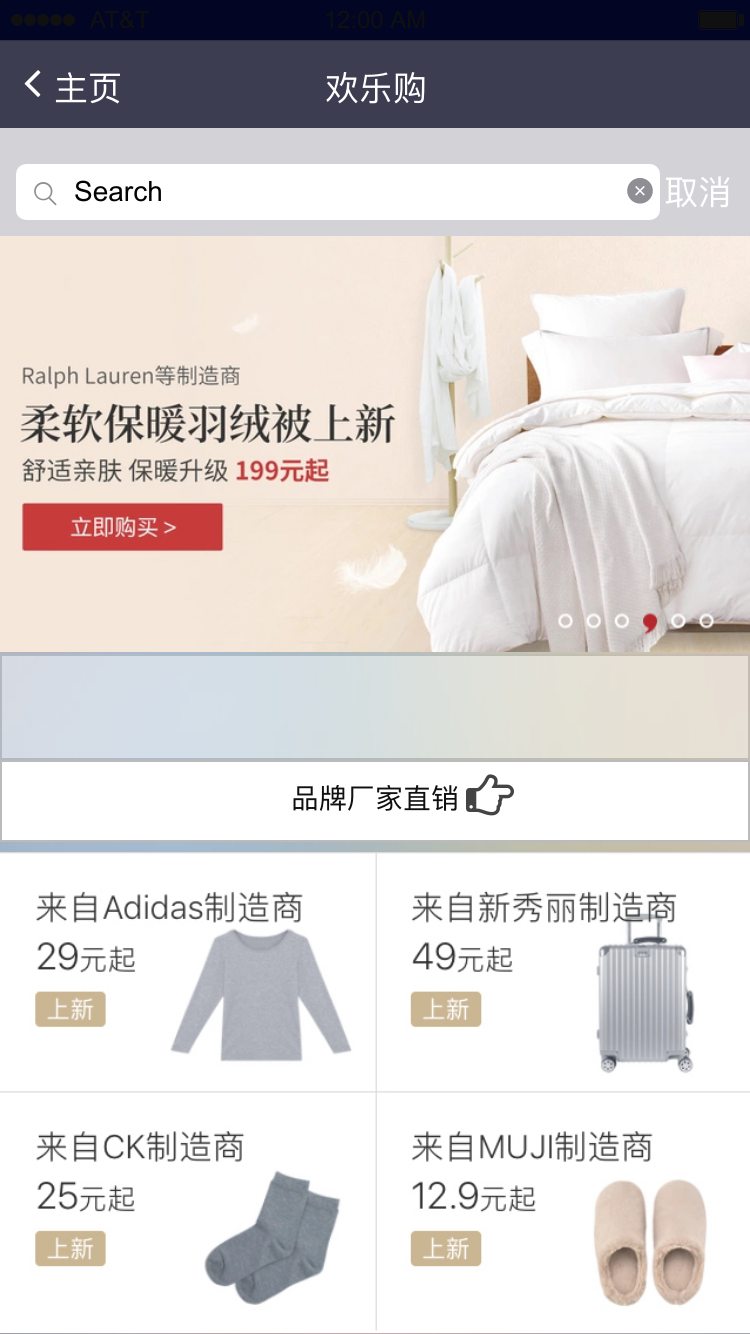 AT&T 12:00 AM
主页 欢乐购
Search 取消
Ralph Lauren等制造商
柔软保暖羽绒被上新
舒适亲肤 保暖升级 199元起
立即购买 >
品牌厂家直销
来自Adidas制造商
29元起
上新
来自新秀丽制造商
49元起
上新
来自CK制造商
25元起
上新
来自MUJI制造商
12.9元起
上新